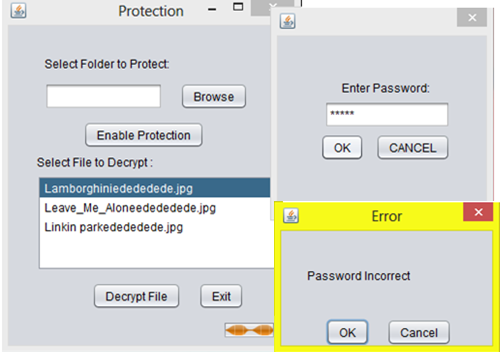 Protection
Select Folder to Protect:
Browse
Enable Protection
Select File to Decrypt :
Lamborghiniededededede.jpg
Leave_Me_Aloneedededede.jpg
Linkin parkedededede.jpg
Decrypt File
Exit
Enter Password:
*****
OK
CANCEL
Error
Password Incorrect
OK
Cancel